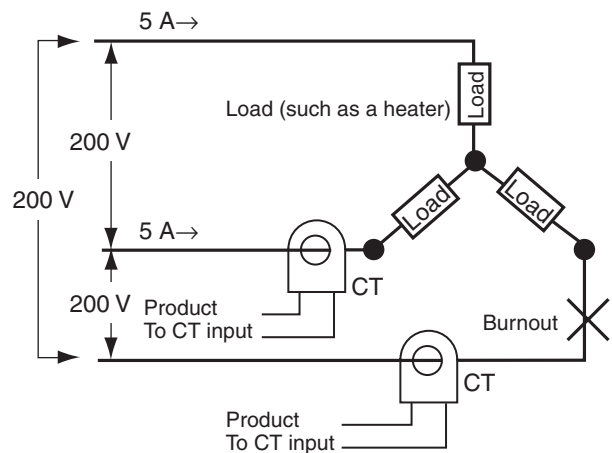 5 A→
Load
Load (such as a heater)
200 V
200 V
Load
Load
5 A→
CT
200 V
Product
To CT input
Burnout
CT
Product
To CT input